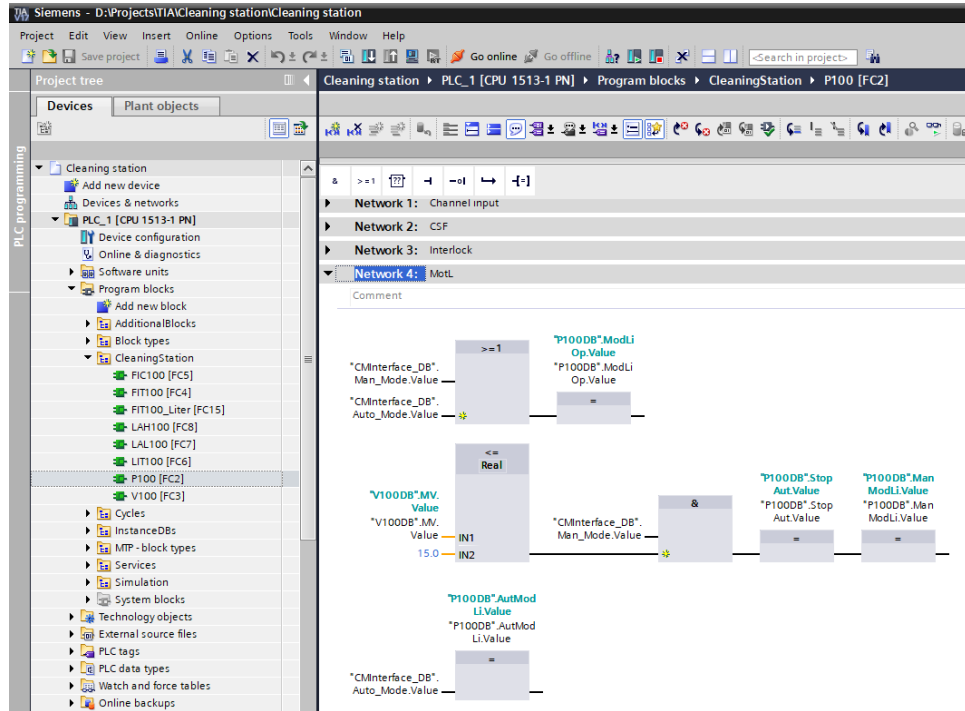 Siemens - D:\Projects\TIA\Cleaning station\Cleaning station
Project Edit View Insert Online Options Tools Window Help
Save project Go online Go offline <Search in project>
Project tree
Cleaning station PLC_1 [CPU 1513-1 PN] Program blocks CleaningStation P100 [FC2]
Devices Plant objects
PLC programming
Cleaning station
Add new device
Devices & networks
PLC_1 [CPU 1513-1 PN]
Device configuration
Online & diagnostics
Software units
Program blocks
Add new block
AdditionalBlocks
Block types
CleaningStation
FIC100 [FC5]
FIT100 [FC4]
FIT100_Liter [FC15]
LAH100 [FC8]
LAL100 [FC7]
LIT100 [FC6]
P100 [FC2]
V100 [FC3]
Cycles
InstanceDBs
MTP - block types
Services
Simulation
System blocks
Technology objects
External source files
PLC tags
PLC data types
Watch and force tables
Online backups
& >=1 ??
Network 1: Channel input
Network 2: CSF
Network 3: Interlock
Network 4: MotL
Comment
>=1
"P100DB".ModLi
Op.Value
"P100DB".ModLi
Op.Value
=
"CMInterface_DB".
Man_Mode.Value
"CMInterface_DB".
Auto_Mode.Value
<=
Real
"V100DB".MV.
Value
"V100DB".MV.
Value
IN1
15.0
IN2
"CMInterface_DB".
Man_Mode.Value
&
"P100DB".Stop
Aut.Value
"P100DB".Stop
Aut.Value
=
"P100DB".Man
ModLi.Value
"P100DB".Man
ModLi.Value
=
"P100DB".AutMod
Li.Value
"P100DB".AutMod
Li.Value
=
"CMInterface_DB".
Auto_Mode.Value